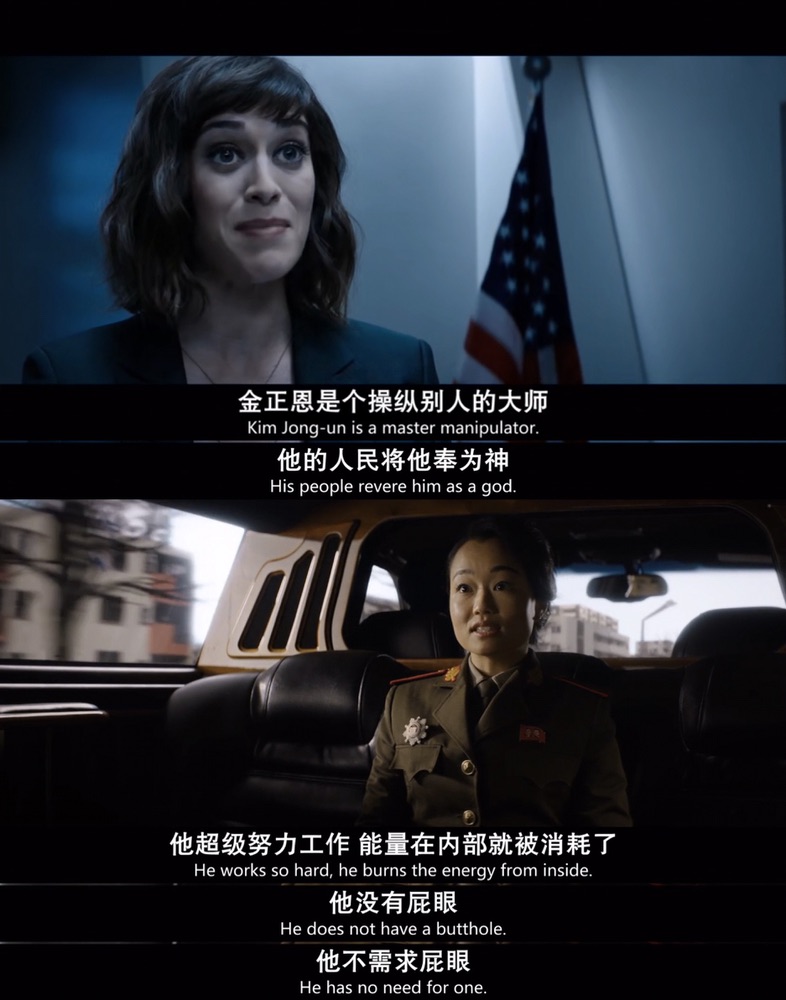 金正恩是个操纵别人的大师
Kim Jong-un is a master manipulator.
他的人民将他奉为神
His people revere him as a god.
他超级努力工作 能量在内部就被消耗了
He works so hard, he burns the energy from inside.
他没有屁眼
He does not have a butthole.
他不需求屁眼
He has no need for one.